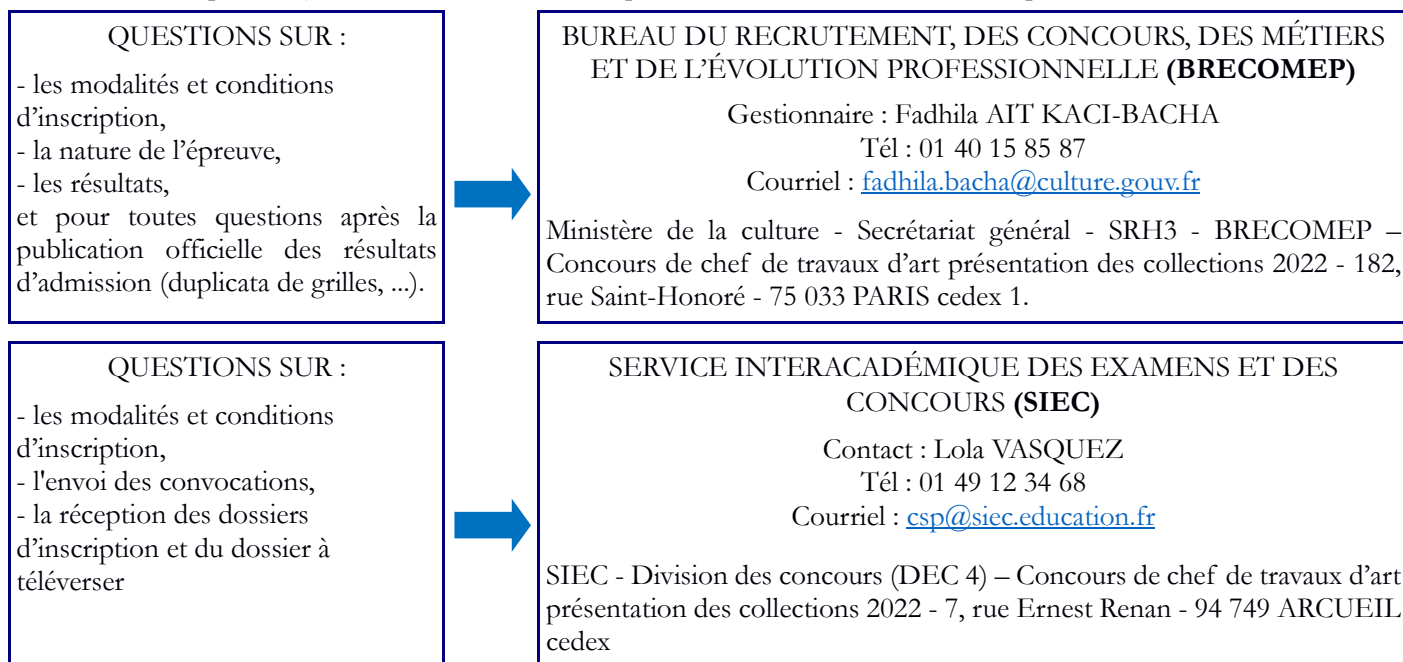 QUESTIONS SUR :
- les modalités et conditions
d’inscription,
- la nature de l’épreuve,
- les résultats,
et pour toutes questions après la
publication officielle des résultats
d’admission (duplicata de grilles, ...).
BUREAU DU RECRUTEMENT, DES CONCOURS, DES MÉTIERS
ET DE L’ÉVOLUTION PROFESSIONNELLE (BRECOMEP)
Gestionnaire : Fadhila AIT KACI-BACHA
Tél : 01 40 15 85 87
Courriel : fadhila.bacha@culture.gouv.fr
Ministère de la culture - Secrétariat général - SRH3 - BRECOMEP –
Concours de chef de travaux d’art présentation des collections 2022 - 182,
rue Saint-Honoré - 75 033 PARIS cedex 1.
QUESTIONS SUR :
- les modalités et conditions
d’inscription,
- l'envoi des convocations,
- la réception des dossiers
d’inscription et du dossier à
téléverser
SERVICE INTERACADÉMIQUE DES EXAMENS ET DES
CONCOURS (SIEC)
Contact : Lola VASQUEZ
Tél : 01 49 12 34 68
Courriel : csp@siec.education.fr
SIEC - Division des concours (DEC 4) – Concours de chef de travaux d’art
présentation des collections 2022 - 7, rue Ernest Renan - 94 749 ARCUEIL
cedex